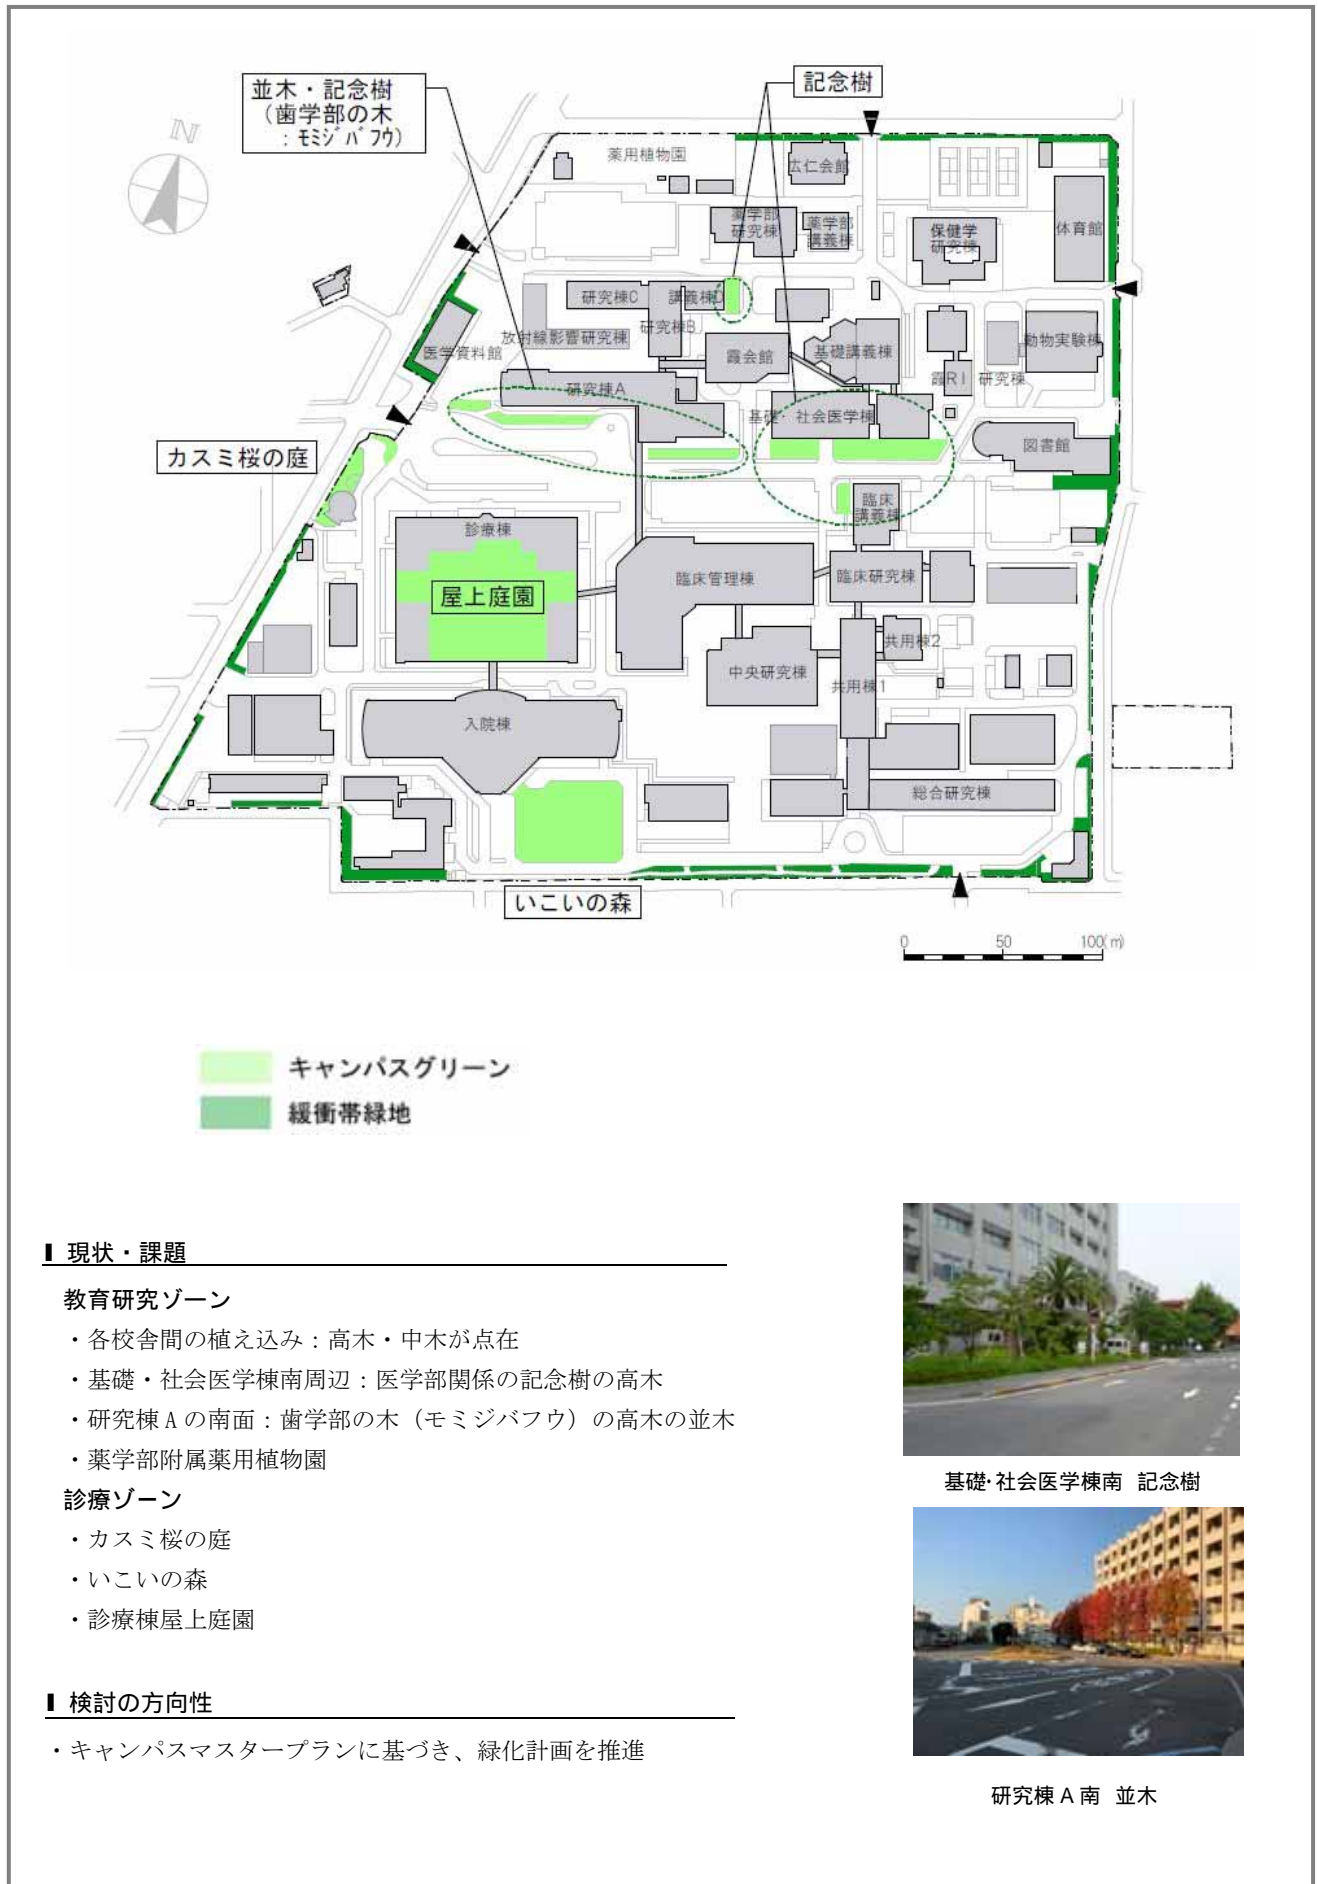 並木・記念樹
（歯学部の木
：ﾓﾐｼﾞﾊﾞﾌｳ）
記念樹
N
薬用植物園
広仁会館
薬学部
研究棟
薬学部
講義棟
保健学
研究棟
体育館
研究棟C
講義棟D
研究棟B
放射線影響研究棟
医学資料館
霞会館
基礎講義棟
動物実験棟
霞RI 研究棟
研究棟A
基礎・社会医学棟
図書館
カスミ桜の庭
臨床
講義棟
診療棟
屋上庭園
臨床管理棟
臨床研究棟
共用棟2
中央研究棟
共用棟1
入院棟
総合研究棟
いこいの森
0 50 100(m)
キャンパスグリーン
緩衝帯緑地
現状・課題
教育研究ゾーン
・各校舎間の植え込み：高木・中木が点在
・基礎・社会医学棟南周辺：医学部関係の記念樹の高木
・研究棟 A の南面：歯学部の木（モミジバフウ）の高木の並木
・薬学部附属薬用植物園
診療ゾーン
・カスミ桜の庭
・いこいの森
・診療棟屋上庭園
検討の方向性
・キャンパスマスタープランに基づき、緑化計画を推進
基礎・社会医学棟南 記念樹
研究棟 A 南 並木